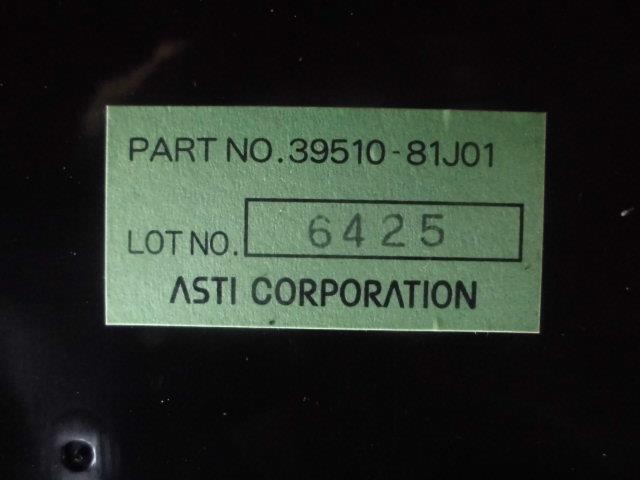 PART NO. 39510-81J01
LOT NO. 6425
ASTI CORPORATION